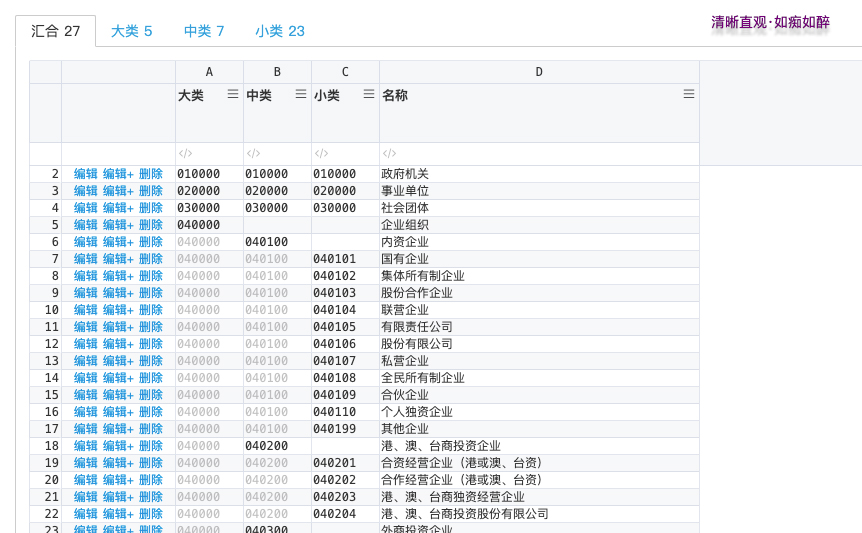 汇合 27 大类 5 中类 7 小类 23
清晰直观·如痴如醉
A B C D
大类 中类 小类 名称
</> </> </> </>
2 编辑 编辑+ 删除 010000 010000 010000 政府机关
3 编辑 编辑+ 删除 020000 020000 020000 事业单位
4 编辑 编辑+ 删除 030000 030000 030000 社会团体
5 编辑 编辑+ 删除 040000 企业组织
6 编辑 编辑+ 删除 040000 040100 内资企业
7 编辑 编辑+ 删除 040000 040100 040101 国有企业
8 编辑 编辑+ 删除 040000 040100 040102 集体所有制企业
9 编辑 编辑+ 删除 040000 040100 040103 股份合作企业
10 编辑 编辑+ 删除 040000 040100 040104 联营企业
11 编辑 编辑+ 删除 040000 040100 040105 有限责任公司
12 编辑 编辑+ 删除 040000 040100 040106 股份有限公司
13 编辑 编辑+ 删除 040000 040100 040107 私营企业
14 编辑 编辑+ 删除 040000 040100 040108 全民所有制企业
15 编辑 编辑+ 删除 040000 040100 040109 合伙企业
16 编辑 编辑+ 删除 040000 040100 040110 个人独资企业
17 编辑 编辑+ 删除 040000 040100 040199 其他企业
18 编辑 编辑+ 删除 040000 040200 港、澳、台商投资企业
19 编辑 编辑+ 删除 040000 040200 040201 合资经营企业（港或澳、台资）
20 编辑 编辑+ 删除 040000 040200 040202 合作经营企业（港或澳、台资）
21 编辑 编辑+ 删除 040000 040200 040203 港、澳、台商独资经营企业
22 编辑 编辑+ 删除 040000 040200 040204 港、澳、台商投资股份有限公司
23 编辑 编辑+ 删除 040000 040300 外商投资企业